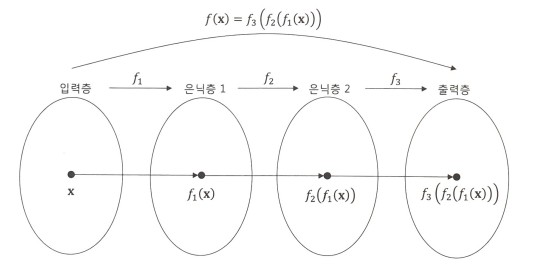 f(𝐱) = f₃(f₂(f₁(𝐱)))
f₁ f₂ f₃
입력층 은닉층 1 은닉층 2 출력층
𝐱 f₁(𝐱) f₂(f₁(𝐱)) f₃(f₂(f₁(𝐱)))